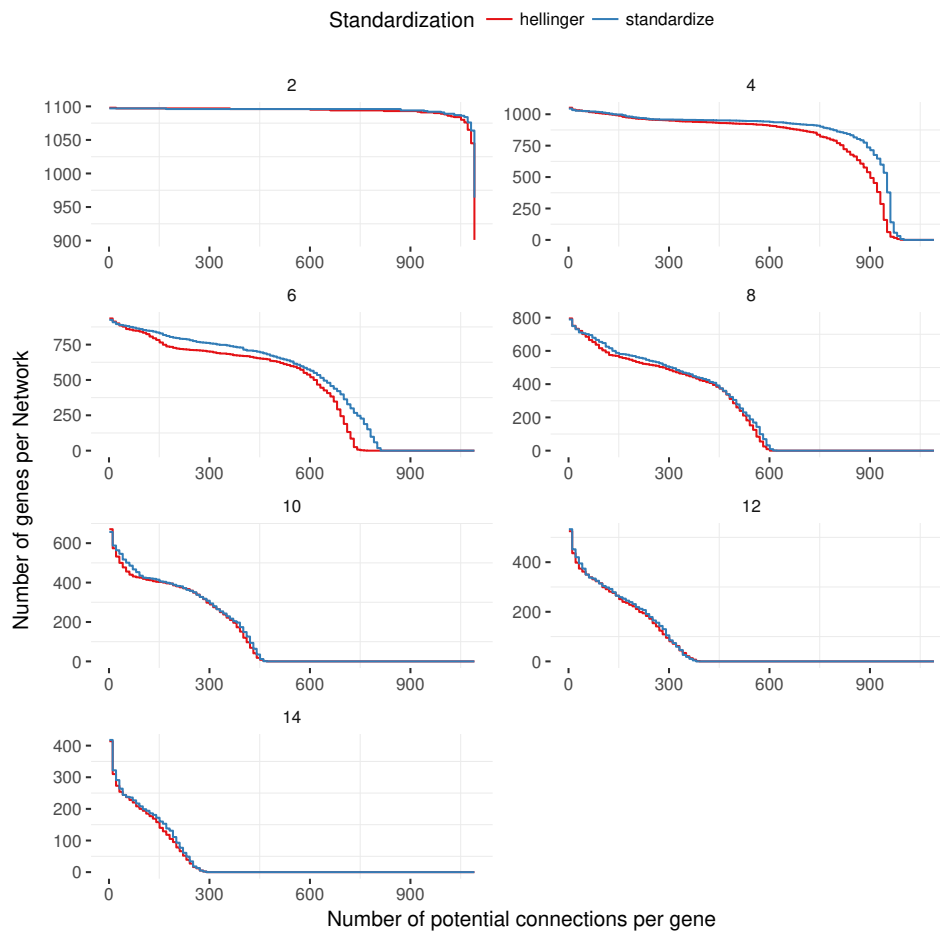 Standardization hellinger standardize
2 4
1100 1050 1000 950 900
1000 750 500 250 0
0 300 600 900 0 300 600 900
6 8
750 500 250 0
800 600 400 200 0
0 300 600 900 0 300 600 900
Number of genes per Network
10 12
600 400 200 0
400 200 0
0 300 600 900 0 300 600 900
14
400 300 200 100 0
0 300 600 900
Number of potential connections per gene